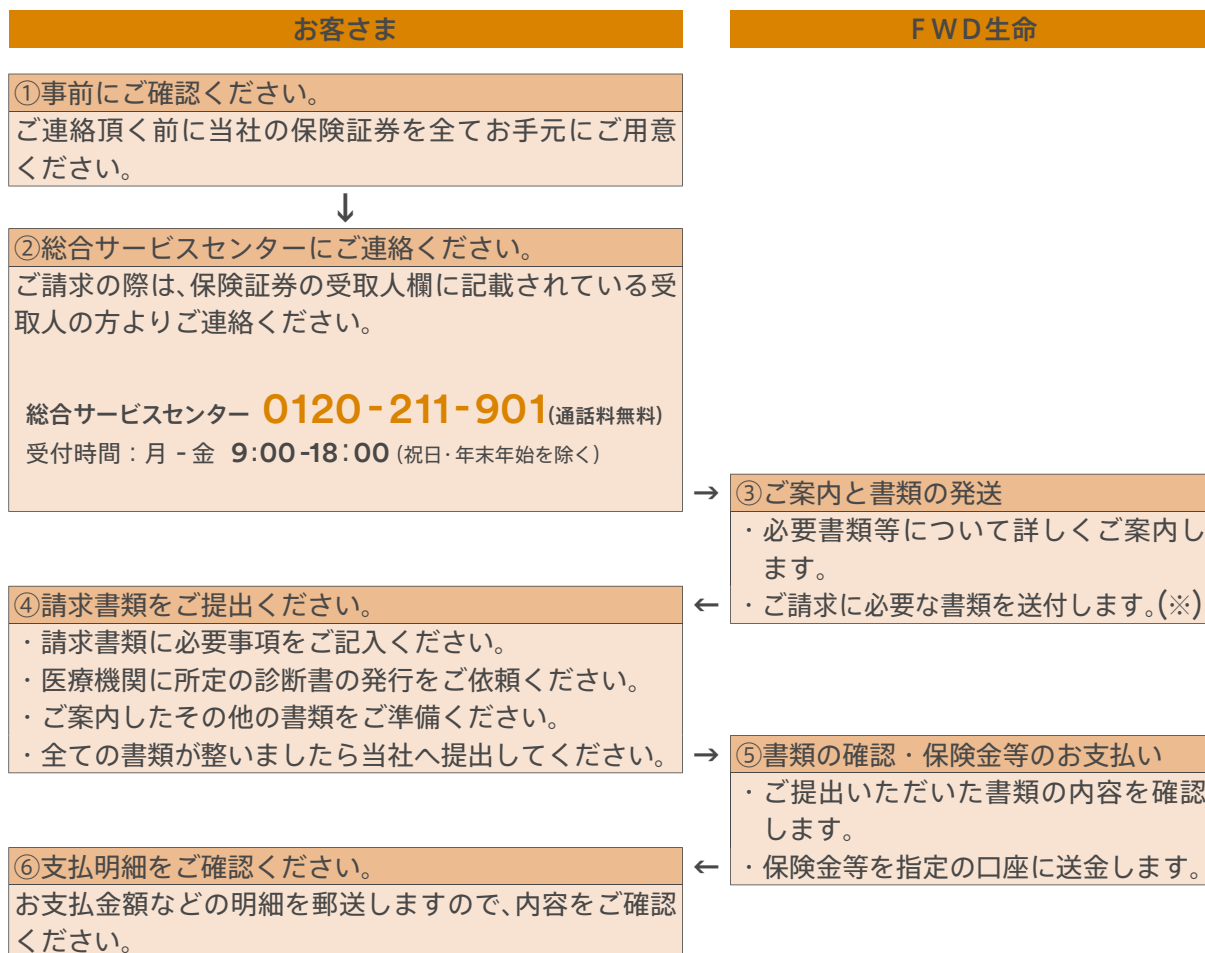 お客さま
FWD生命
①事前にご確認ください。
ご連絡頂く前に当社の保険証券を全てお手元にご用意
ください。
↓
②総合サービスセンターにご連絡ください。
ご請求の際は、保険証券の受取人欄に記載されている受
取人の方よりご連絡ください。
総合サービスセンター 0120-211-901(通話料無料)
受付時間：月 - 金 9:00-18:00 (祝日・年末年始を除く)
→ ③ご案内と書類の発送
・必要書類等について詳しくご案内し
ます。
← ・ご請求に必要な書類を送付します。(※)
④請求書類をご提出ください。
・請求書類に必要事項をご記入ください。
・医療機関に所定の診断書の発行をご依頼ください。
・ご案内したその他の書類をご準備ください。
・全ての書類が整いましたら当社へ提出してください。
→ ⑤書類の確認・保険金等のお支払い
・ご提出いただいた書類の内容を確認
します。
← ・保険金等を指定の口座に送金します。
⑥支払明細をご確認ください。
お支払金額などの明細を郵送しますので、内容をご確認
ください。